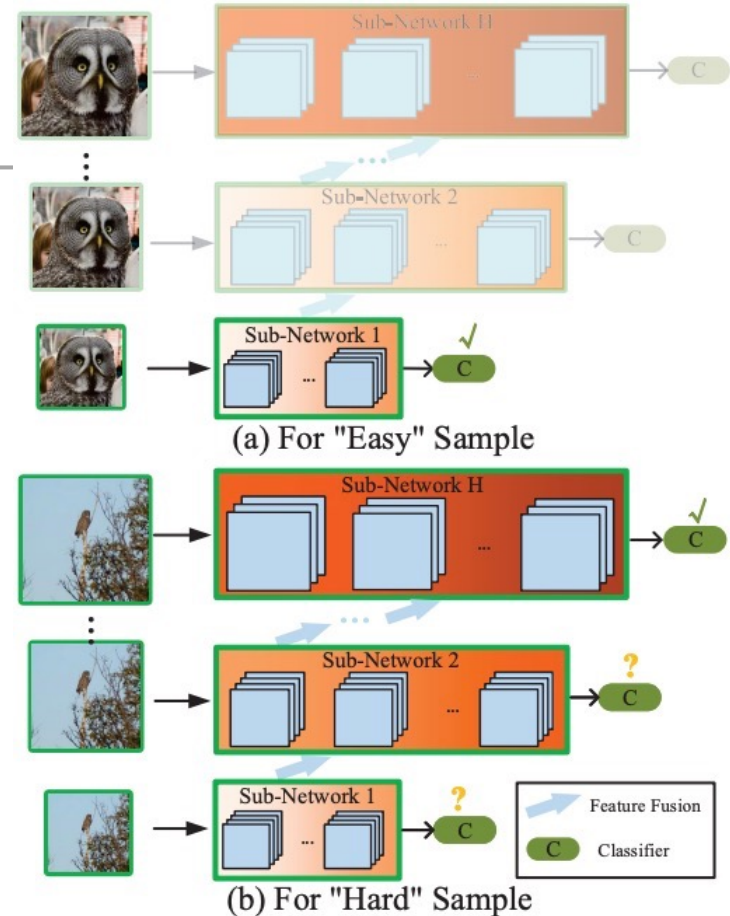 Sub-Network H
...
C
Sub-Network 2
...
C
Sub-Network 1
...
C
(a) For "Easy" Sample
Sub-Network H
...
C
Sub-Network 2
?
...
C
Sub-Network 1
?
...
C
Feature Fusion
C Classifier
(b) For "Hard" Sample